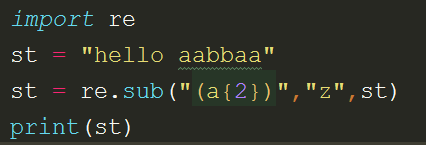 import re
st = "hello aabbaa"
st = re.sub("(a{2})","z",st)
print(st)